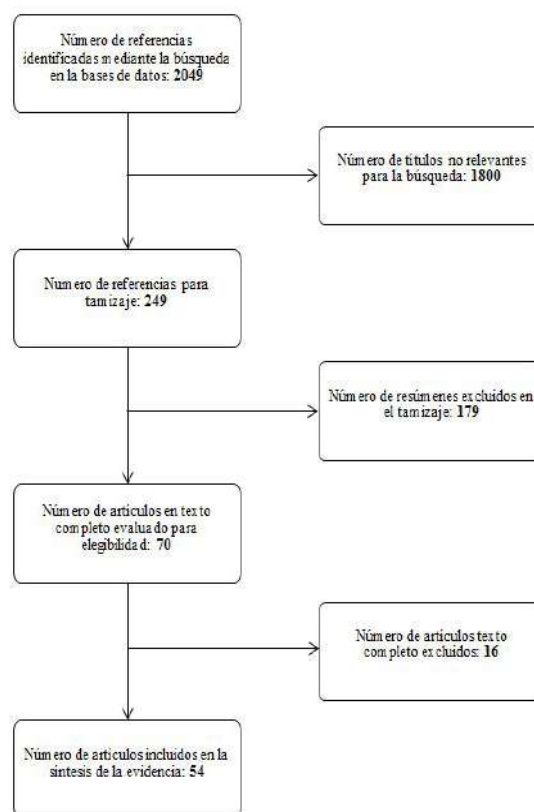 Número de referencias
identificadas mediante la búsqueda
en la bases de datos: 2049
Número de títulos no relevantes
para la búsqueda: 1800
Numero de referencias para
tamizaje: 249
Número de resúmenes excluidos en
el tamizaje: 179
Número de artículos en texto
completo evaluado para
elegibilidad: 70
Número de artículos texto
completo excluidos: 16
Número de artículos incluidos en la
síntesis de la evidencia: 54